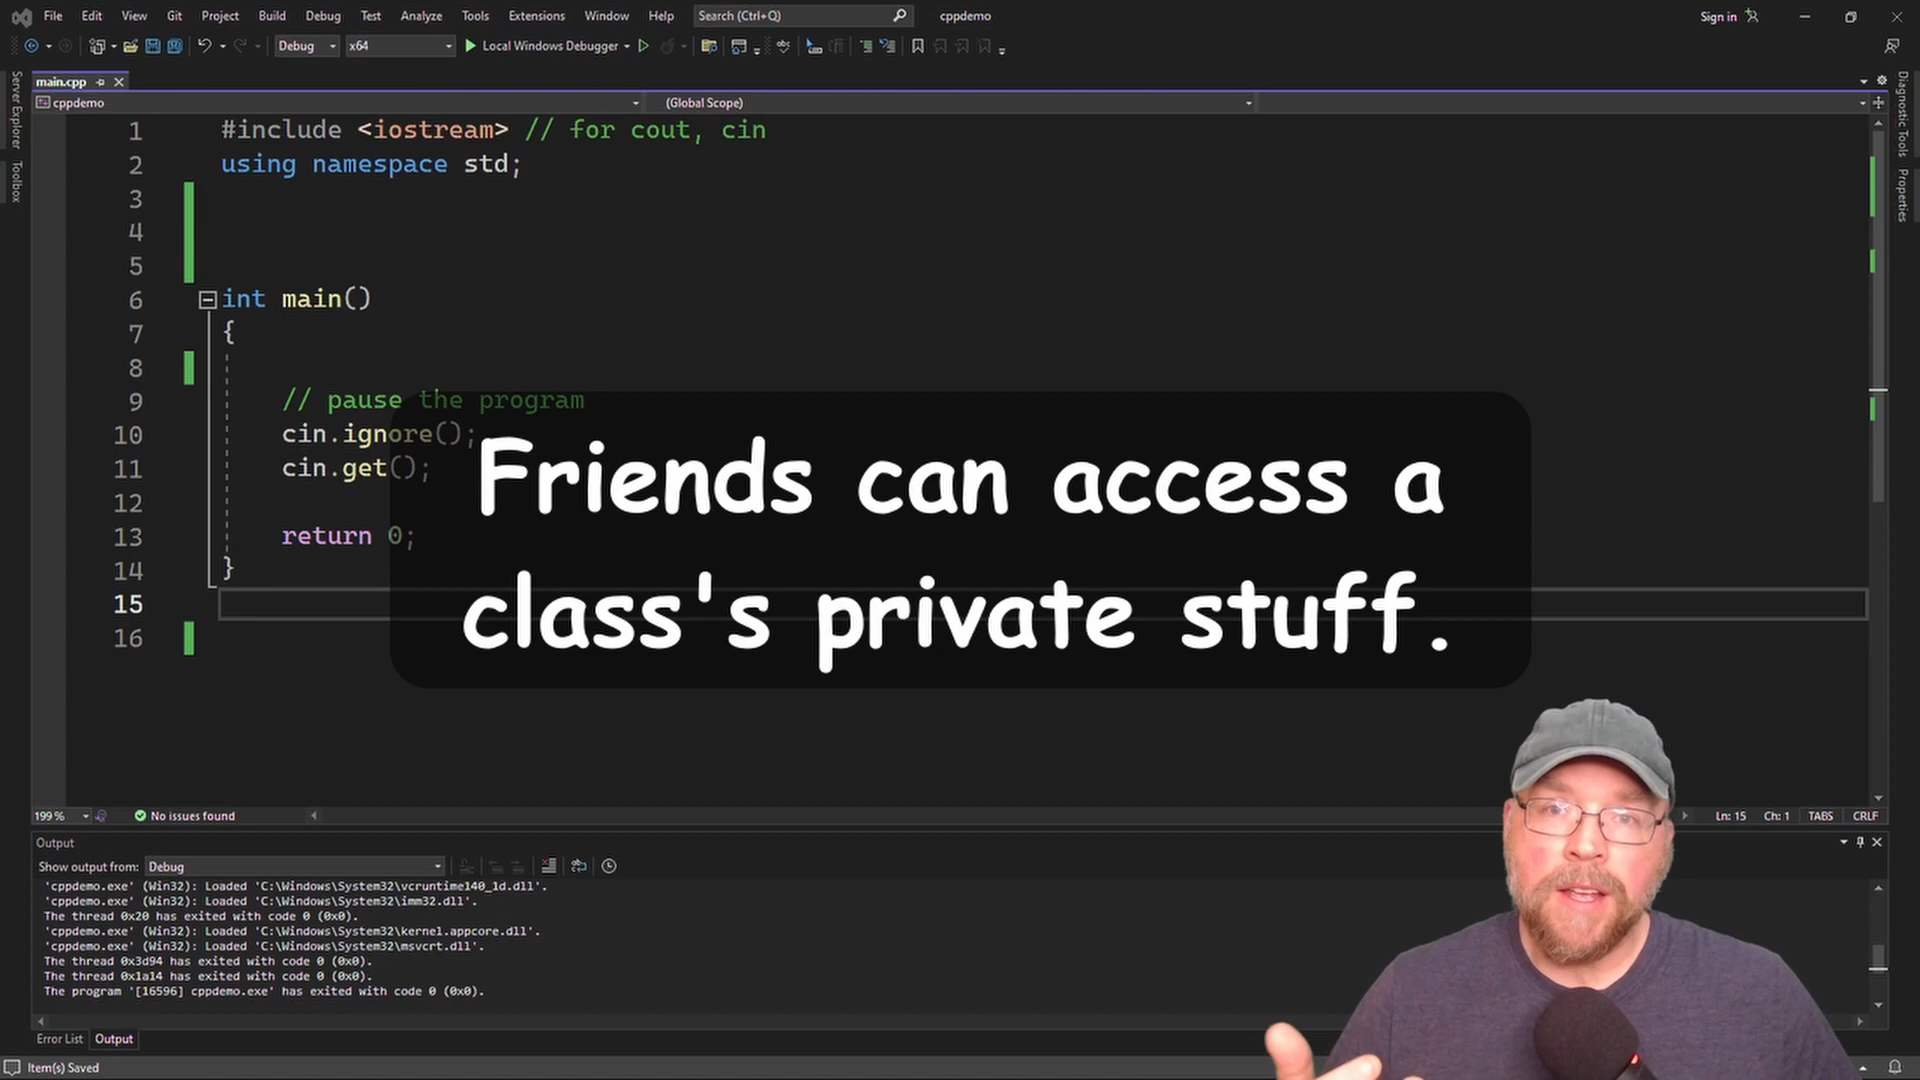 File Edit View Git Project Build Debug Test Analyze Tools Extensions Window Help Search (Ctrl+Q) cppdemo Sign in
Debug x64 Local Windows Debugger
main.cpp
cppdemo (Global Scope)
Server Explorer
Toolbox
Diagnostic Tools
Properties
1 #include <iostream> // for cout, cin
2 using namespace std;
3
4
5
6 int main()
7 {
8
9 // pause the program
10 cin.ignore();
11 cin.get();
12
13 return 0;
14 }
15
16
Friends can access a
class's private stuff.
199 % No issues found Ln: 15 Ch: 1 TABS CRLF
Output
Show output from: Debug
'cppdemo.exe' (Win32): Loaded 'C:\Windows\System32\vcruntime140_1d.dll'.
'cppdemo.exe' (Win32): Loaded 'C:\Windows\System32\imm32.dll'.
The thread 0x20 has exited with code 0 (0x0).
'cppdemo.exe' (Win32): Loaded 'C:\Windows\System32\kernel.appcore.dll'.
'cppdemo.exe' (Win32): Loaded 'C:\Windows\System32\msvcrt.dll'.
The thread 0x3d94 has exited with code 0 (0x0).
The thread 0x1a14 has exited with code 0 (0x0).
The program '[16596] cppdemo.exe' has exited with code 0 (0x0).
Error List Output
Item(s) Saved